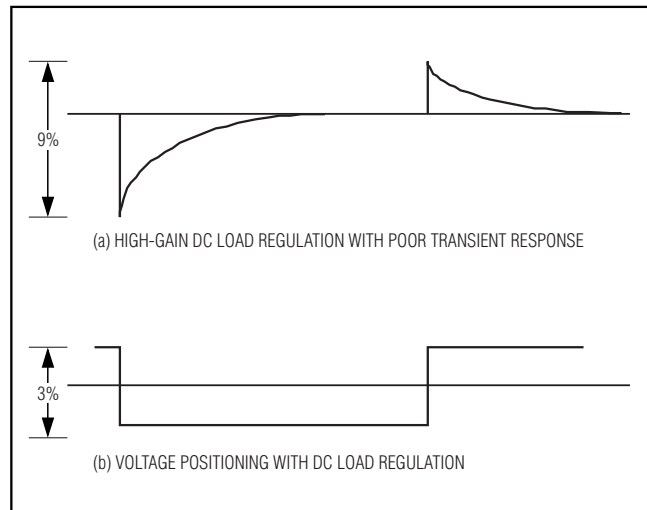 9%
(a) HIGH-GAIN DC LOAD REGULATION WITH POOR TRANSIENT RESPONSE
3%
(b) VOLTAGE POSITIONING WITH DC LOAD REGULATION